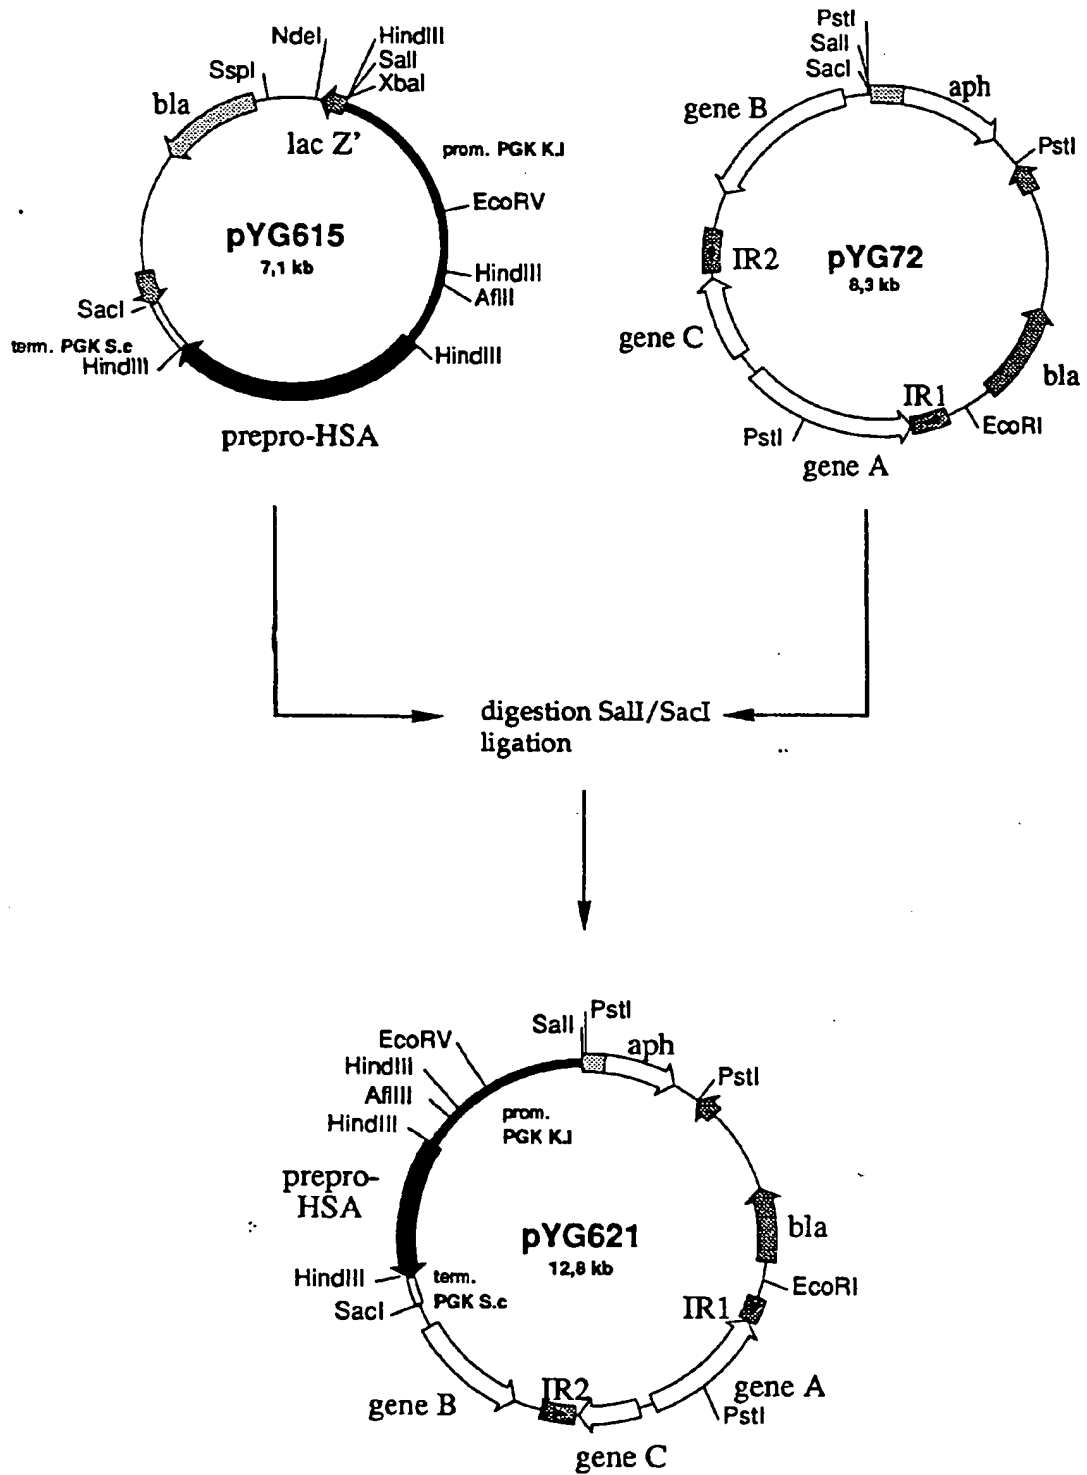 NdeI
HindIII
SalI
XbaI
SspI
bla
lac Z'
prom. PGK K.l
EcoRV
pYG615
7,1 kb
HindIII
AflII
SacI
term. PGK S.c
HindIII
HindIII
prepro-HSA
PstI
SalI
SacI
aph
gene B
PstI
IR2
pYG72
8,3 kb
gene C
bla
IR1
EcoRI
PstI
gene A
digestion SalI/SacI
ligation
SalI
PstI
EcoRV
aph
HindIII
PstI
AflIII
HindIII
prom.
PGK K.l
prepro-
HSA
pYG621
12,8 kb
bla
HindIII
term.
PGK S.c
EcoRI
SacI
IR1
gene B
IR2
gene A
PstI
gene C